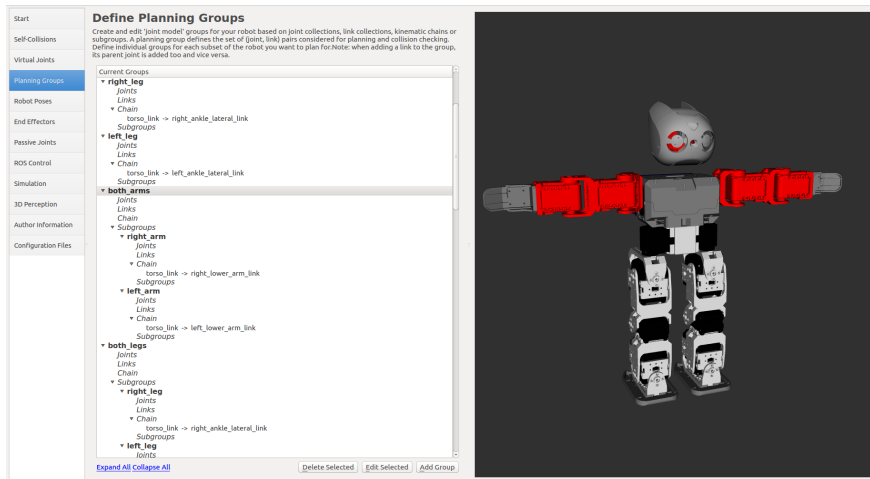 Start
Self-Collisions
Virtual Joints
Planning Groups
Robot Poses
End Effectors
Passive Joints
ROS Control
Simulation
3D Perception
Author Information
Configuration Files
Define Planning Groups
Create and edit 'joint model' groups for your robot based on joint collections, link collections, kinematic chains or
subgroups. A planning group defines the set of (joint, link) pairs considered for planning and collision checking.
Define individual groups for each subset of the robot you want to plan for.Note: when adding a link to the group,
its parent joint is added too and vice versa.
Current Groups
right_leg
Joints
Links
Chain
torso_link -> right_ankle_lateral_link
Subgroups
left_leg
Joints
Links
Chain
torso_link -> left_ankle_lateral_link
Subgroups
both_arms
Joints
Links
Chain
Subgroups
right_arm
Joints
Links
Chain
torso_link -> right_lower_arm_link
Subgroups
left_arm
Joints
Links
Chain
torso_link -> left_lower_arm_link
Subgroups
both_legs
Joints
Links
Chain
Subgroups
right_leg
Joints
Links
Chain
torso_link -> right_ankle_lateral_link
Subgroups
left_leg
Joints
Expand All Collapse All Delete Selected Edit Selected Add Group